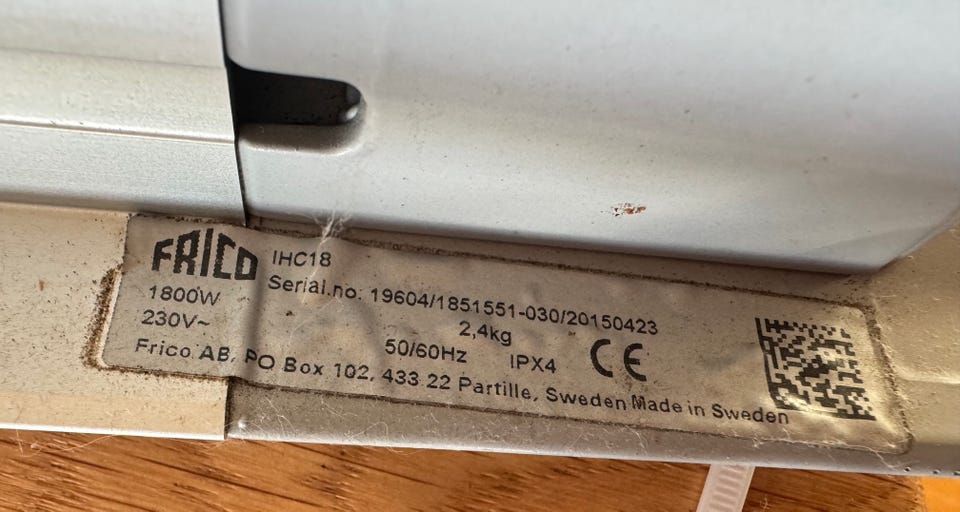 FRICO IHC18
Serial.no: 19604/1851551-030/20150423
1800W 2,4kg
230V~ 50/60Hz IPX4 CE
Frico AB, PO Box 102, 433 22 Partille, Sweden Made in Sweden